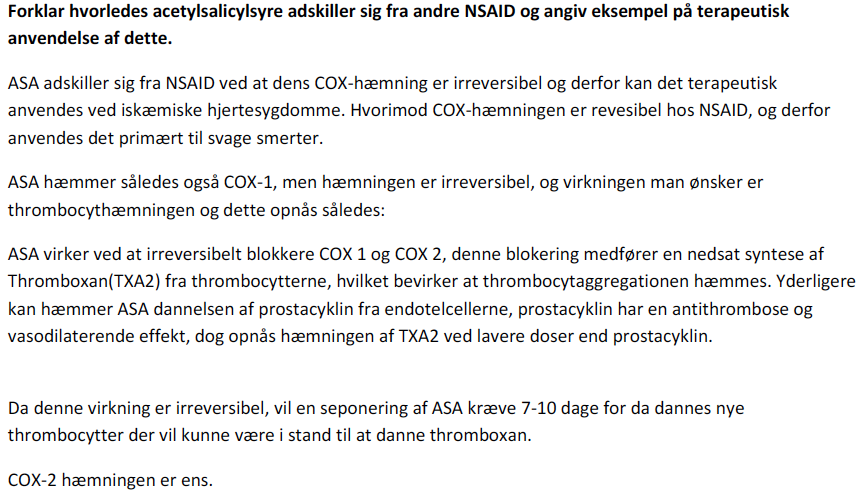 Forklar hvorledes acetylsalicylsyre adskiller sig fra andre NSAID og angiv eksempel på terapeutisk
anvendelse af dette.
ASA adskiller sig fra NSAID ved at dens COX-hæmning er irreversibel og derfor kan det terapeutisk
anvendes ved iskæmiske hjertesygdomme. Hvorimod COX-hæmningen er revesibel hos NSAID, og derfor
anvendes det primært til svage smerter.
ASA hæmmer således også COX-1, men hæmningen er irreversibel, og virkningen man ønsker er
thrombocythæmningen og dette opnås således:
ASA virker ved at irreversibelt blokkere COX 1 og COX 2, denne blokering medfører en nedsat syntese af
Thromboxan(TXA2) fra thrombocytterne, hvilket bevirker at thrombocytaggregationen hæmmes. Yderligere
kan hæmmer ASA dannelsen af prostacyklin fra endotelcellerne, prostacyklin har en antithrombose og
vasodilaterende effekt, dog opnås hæmningen af TXA2 ved lavere doser end prostacyklin.
Da denne virkning er irreversibel, vil en seponering af ASA kræve 7-10 dage for da dannes nye
thrombocytter der vil kunne være i stand til at danne thromboxan.
COX-2 hæmningen er ens.